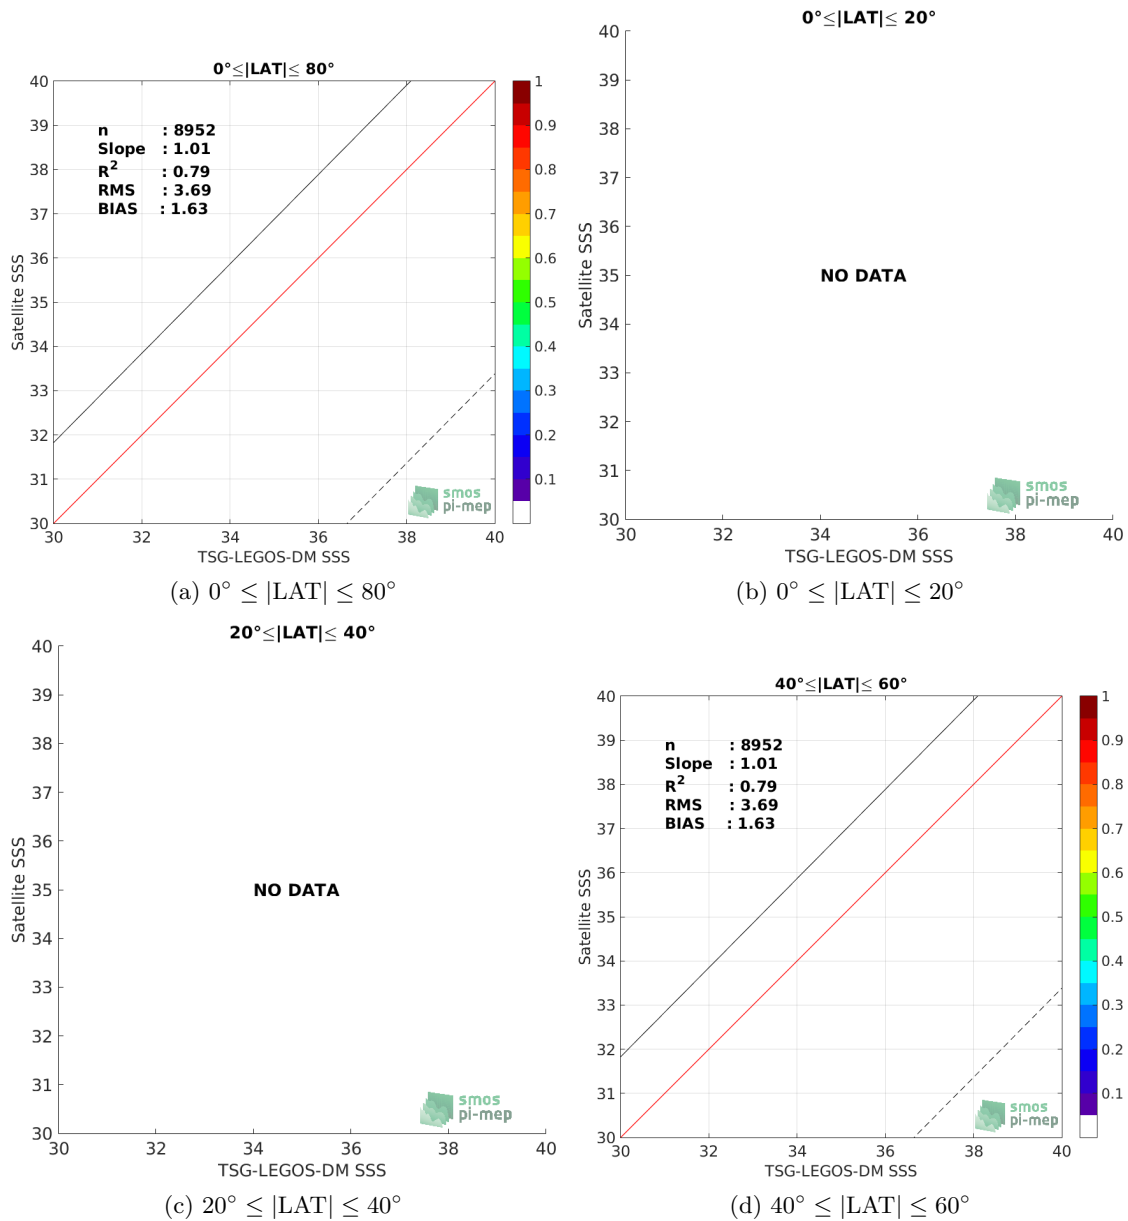 0°≤|LAT|≤ 80°
40
39
38
37
36
35
34
33
32
31
30
Satellite SSS
n : 8952
Slope : 1.01
R² : 0.79
RMS : 3.69
BIAS : 1.63
smos
pi-mep
30 32 34 36 38 40
TSG-LEGOS-DM SSS
1
0.9
0.8
0.7
0.6
0.5
0.4
0.3
0.2
0.1
(a) 0° ≤ |LAT| ≤ 80°
0°≤|LAT|≤ 20°
40
39
38
37
36
35
34
33
32
31
30
Satellite SSS
NO DATA
smos
pi-mep
30 32 34 36 38 40
TSG-LEGOS-DM SSS
(b) 0° ≤ |LAT| ≤ 20°
20°≤|LAT|≤ 40°
40
39
38
37
36
35
34
33
32
31
30
Satellite SSS
NO DATA
smos
pi-mep
30 32 34 36 38 40
TSG-LEGOS-DM SSS
(c) 20° ≤ |LAT| ≤ 40°
40°≤|LAT|≤ 60°
40
39
38
37
36
35
34
33
32
31
30
Satellite SSS
n : 8952
Slope : 1.01
R² : 0.79
RMS : 3.69
BIAS : 1.63
smos
pi-mep
30 32 34 36 38 40
TSG-LEGOS-DM SSS
1
0.9
0.8
0.7
0.6
0.5
0.4
0.3
0.2
0.1
(d) 40° ≤ |LAT| ≤ 60°